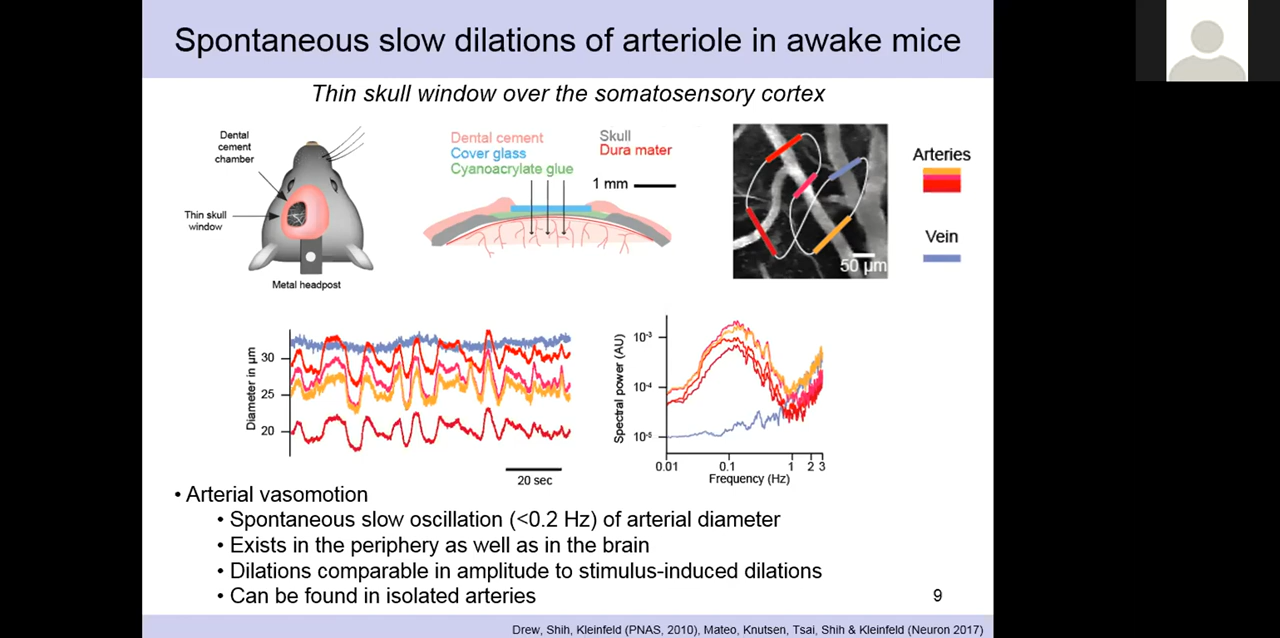 Spontaneous slow dilations of arteriole in awake mice
Thin skull window over the somatosensory cortex
Dental
cement
chamber
Thin skull
window
Metal headpost
Dental cement
Cover glass
Cyanoacrylate glue
Skull
Dura mater
1 mm
50 µm
Arteries
Vein
Diameter in µm
30
25
20
20 sec
Spectral power (AU)
10-3
10-4
10-5
0.01
0.1
1
2
3
Frequency (Hz)
• Arterial vasomotion
• Spontaneous slow oscillation (<0.2 Hz) of arterial diameter
• Exists in the periphery as well as in the brain
• Dilations comparable in amplitude to stimulus-induced dilations
• Can be found in isolated arteries
9
Drew, Shih, Kleinfeld (PNAS, 2010), Mateo, Knutsen, Tsai, Shih & Kleinfeld (Neuron 2017)